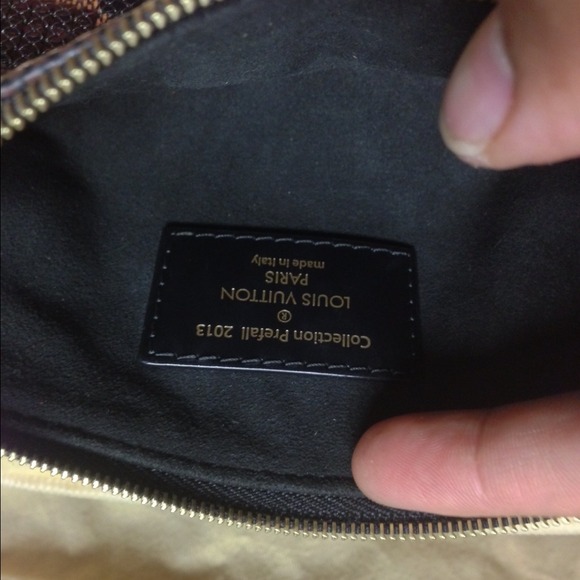 Collection Prefall 2013
®
LOUIS VUITTON
PARIS
made in Italy